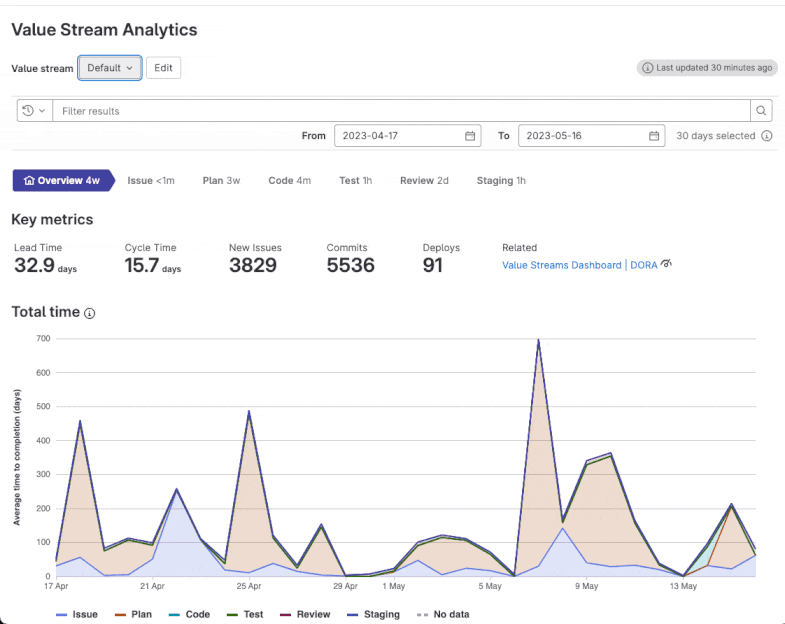 Value Stream Analytics
Value stream Default Edit Last updated 30 minutes ago
Filter results
From 2023-04-17 To 2023-05-16 30 days selected
Overview 4w Issue <1m Plan 3w Code 4m Test 1h Review 2d Staging 1h
Key metrics
Lead Time Cycle Time New Issues Commits Deploys Related
32.9 days 15.7 days 3829 5536 91 Value Streams Dashboard | DORA
Total time
Average time to completion (days)
700
600
500
400
300
200
100
0
17 Apr 21 Apr 25 Apr 29 Apr 1 May 5 May 9 May 13 May
Issue Plan Code Test Review Staging No data